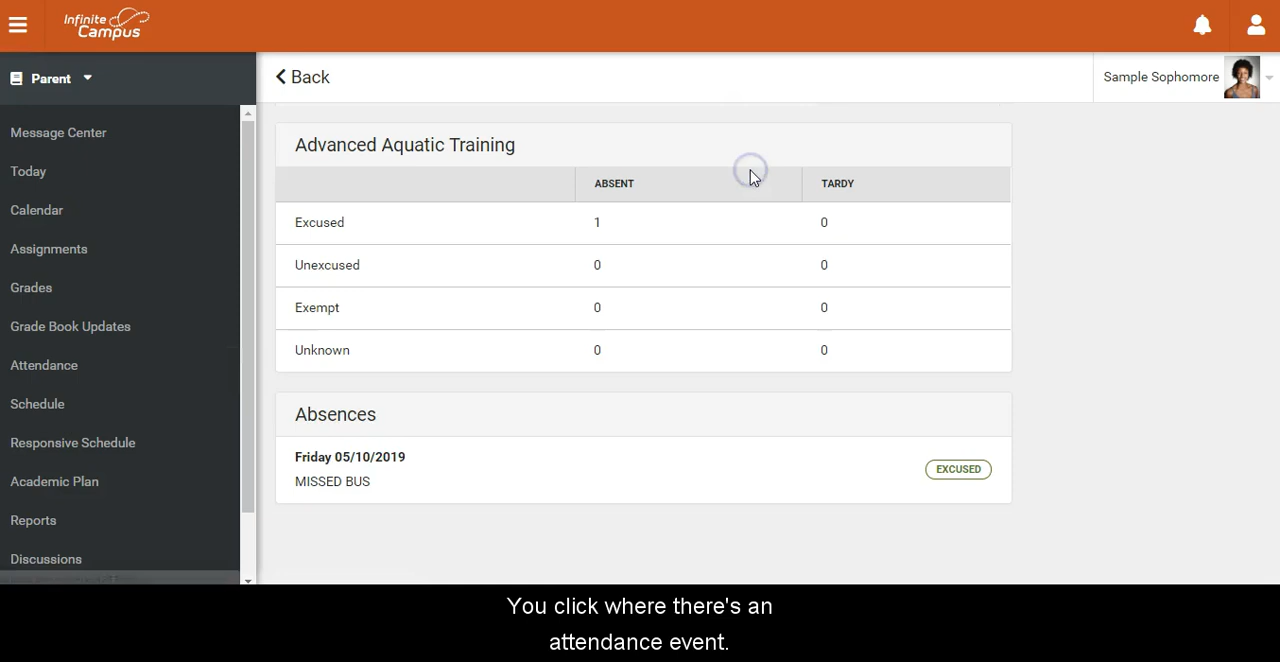 Infinite
Campus
Parent
Back
Sample Sophomore
Message Center
Today
Calendar
Assignments
Grades
Grade Book Updates
Attendance
Schedule
Responsive Schedule
Academic Plan
Reports
Discussions
Advanced Aquatic Training
ABSENT TARDY
Excused 1 0
Unexcused 0 0
Exempt 0 0
Unknown 0 0
Absences
Friday 05/10/2019
MISSED BUS
EXCUSED
You click where there's an
attendance event.